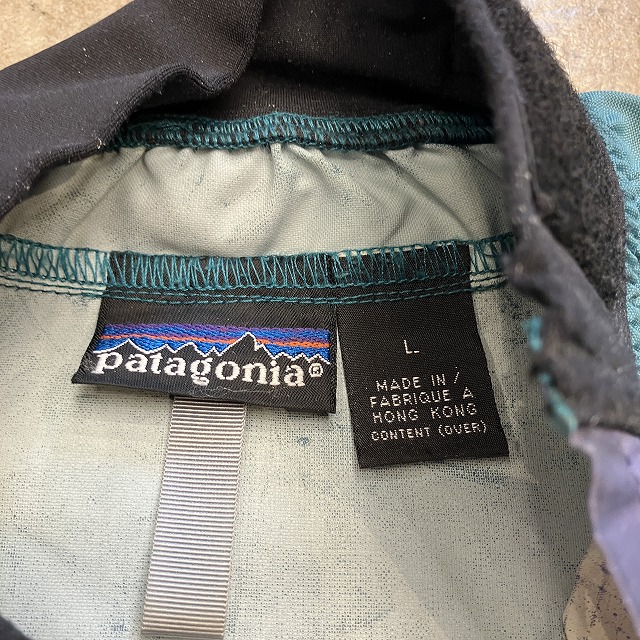 patagonia®
L
MADE IN /
FABRIQUE A
HONG KONG
CONTENT (OVER)